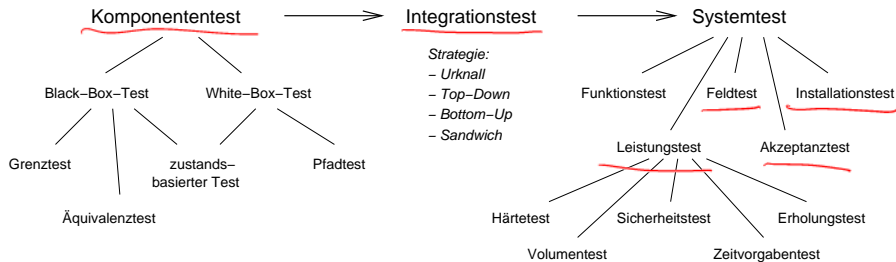 Komponententest
Integrationstest
Systemtest
Strategie:
– Urknall
– Top–Down
– Bottom–Up
– Sandwich
Black–Box–Test
White–Box–Test
Funktionstest
Feldtest
Installationstest
Grenztest
zustands–
basierter Test
Pfadtest
Leistungstest
Akzeptanztest
Äquivalenztest
Härtetest
Sicherheitstest
Erholungstest
Volumentest
Zeitvorgabentest